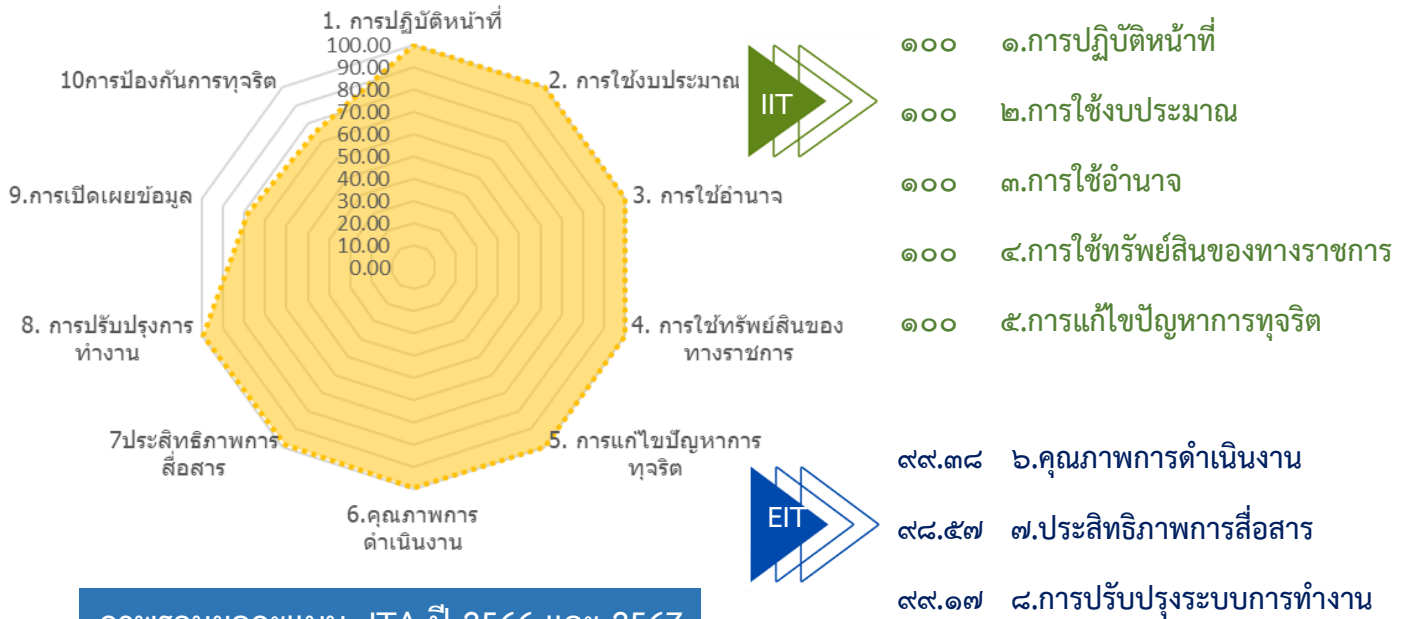 1. การปฏิบัติหน้าที่
100.00
90.00
80.00
70.00
60.00
50.00
40.00
30.00
20.00
10.00
0.00
2. การใช้งบประมาณ
3. การใช้อำนาจ
4. การใช้ทรัพย์สินของ
ทางราชการ
5. การแก้ไขปัญหาการ
ทุจริต
6.คุณภาพการ
ดำเนินงาน
7ประสิทธิภาพการ
สื่อสาร
8. การปรับปรุงการ
ทำงาน
9.การเปิดเผยข้อมูล
10การป้องกันการทุจริต
IIT
๑๐๐ ๑.การปฏิบัติหน้าที่
๑๐๐ ๒.การใช้งบประมาณ
๑๐๐ ๓.การใช้อำนาจ
๑๐๐ ๔.การใช้ทรัพย์สินของทางราชการ
๑๐๐ ๕.การแก้ไขปัญหาการทุจริต
EIT
๙๙.๓๘ ๖.คุณภาพการดำเนินงาน
๙๘.๕๗ ๗.ประสิทธิภาพการสื่อสาร
๙๙.๑๗ ๘.การปรับปรุงระบบการทำงาน
ITA ปี 2566 และ 2567